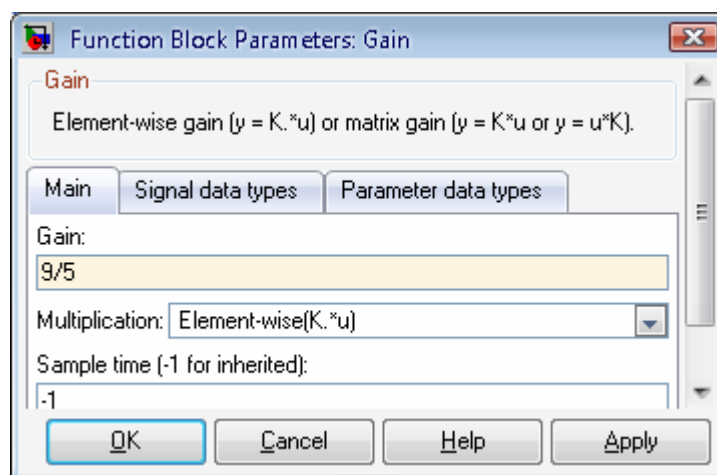 Function Block Parameters: Gain
Gain
Element-wise gain (y = K.*u) or matrix gain (y = K*u or y = u*K).
Main Signal data types Parameter data types
Gain:
9/5
Multiplication: Element-wise(K.*u)
Sample time (-1 for inherited):
-1
OK Cancel Help Apply